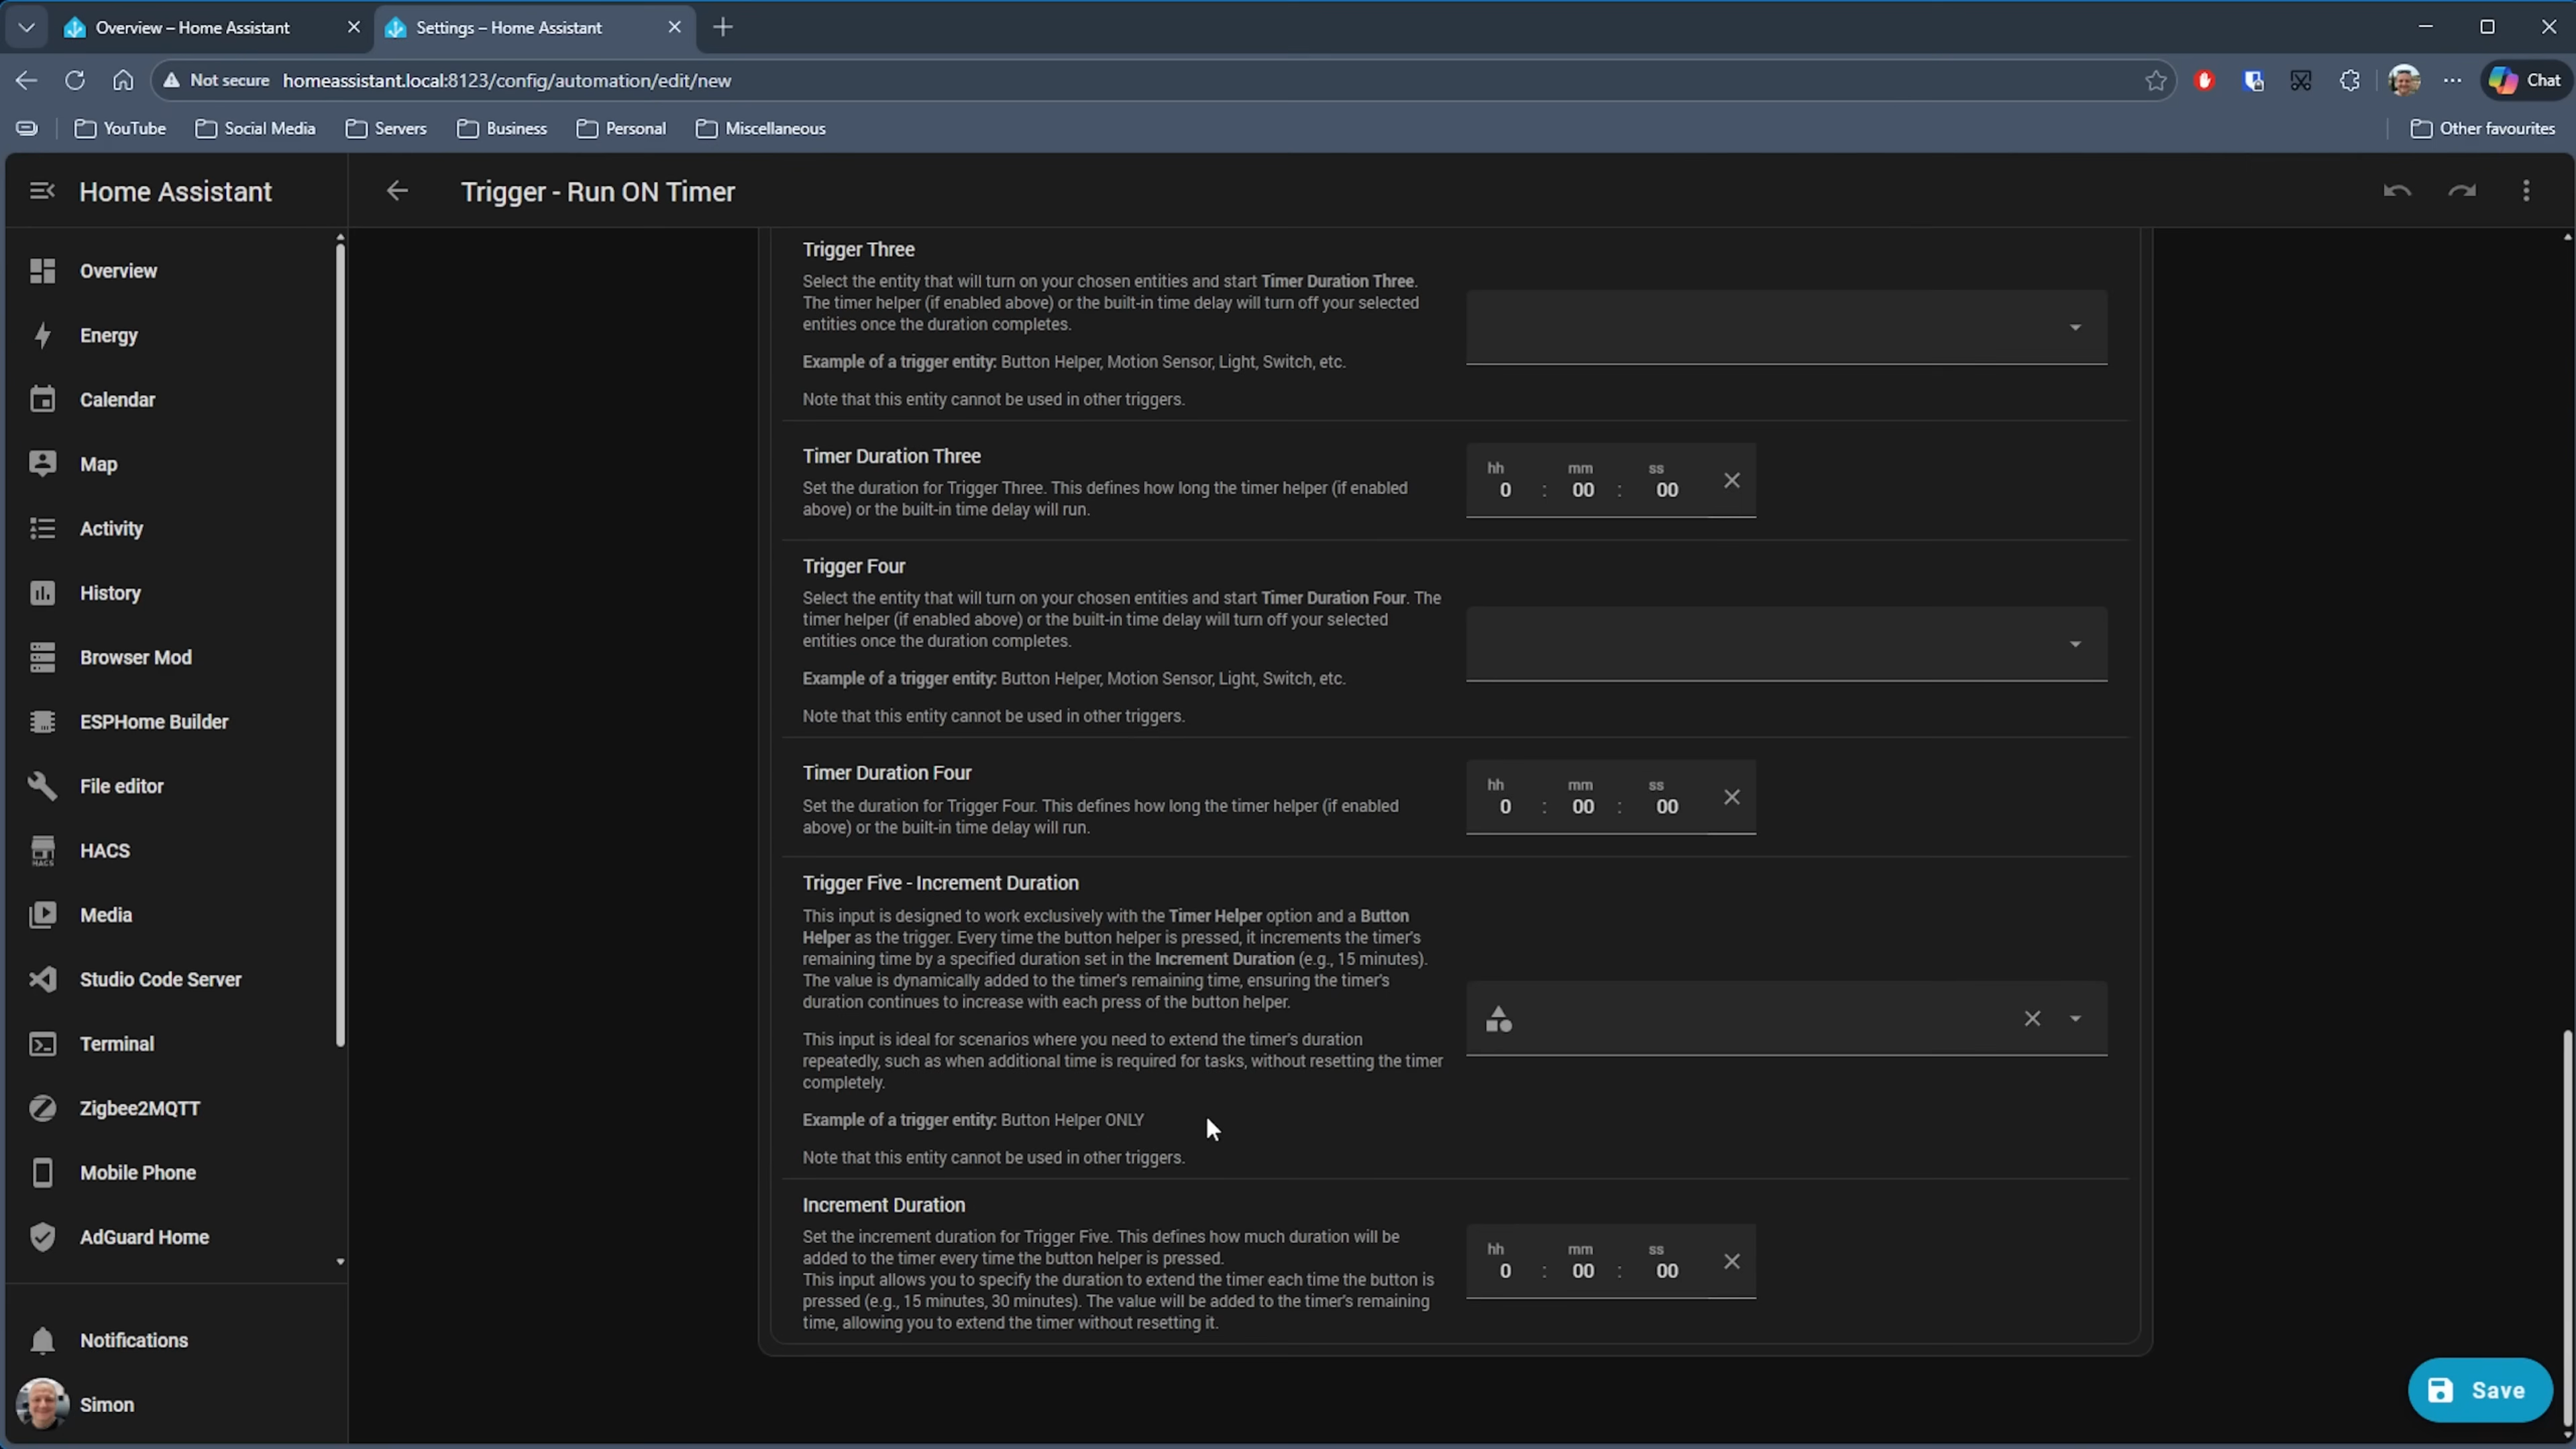 Overview – Home Assistant
Settings – Home Assistant
Not secure homeassistant.local:8123/config/automation/edit/new
Chat
YouTube
Social Media
Servers
Business
Personal
Miscellaneous
Other favourites
Home Assistant
Trigger - Run ON Timer
Overview
Energy
Calendar
Map
Activity
History
Browser Mod
ESPHome Builder
File editor
HACS
HACS
Media
Studio Code Server
Terminal
Zigbee2MQTT
Mobile Phone
AdGuard Home
Notifications
Simon
Trigger Three
Select the entity that will turn on your chosen entities and start Timer Duration Three.
The timer helper (if enabled above) or the built-in time delay will turn off your selected
entities once the duration completes.
Example of a trigger entity: Button Helper, Motion Sensor, Light, Switch, etc.
Note that this entity cannot be used in other triggers.
Timer Duration Three
Set the duration for Trigger Three. This defines how long the timer helper (if enabled
above) or the built-in time delay will run.
hh mm ss
0 : 00 : 00
Trigger Four
Select the entity that will turn on your chosen entities and start Timer Duration Four. The
timer helper (if enabled above) or the built-in time delay will turn off your selected
entities once the duration completes.
Example of a trigger entity: Button Helper, Motion Sensor, Light, Switch, etc.
Note that this entity cannot be used in other triggers.
Timer Duration Four
Set the duration for Trigger Four. This defines how long the timer helper (if enabled
above) or the built-in time delay will run.
hh mm ss
0 : 00 : 00
Trigger Five - Increment Duration
This input is designed to work exclusively with the Timer Helper option and a Button
Helper as the trigger. Every time the button helper is pressed, it increments the timer's
remaining time by a specified duration set in the Increment Duration (e.g., 15 minutes).
The value is dynamically added to the timer's remaining time, ensuring the timer's
duration continues to increase with each press of the button helper.
This input is ideal for scenarios where you need to extend the timer's duration
repeatedly, such as when additional time is required for tasks, without resetting the timer
completely.
Example of a trigger entity: Button Helper ONLY
Note that this entity cannot be used in other triggers.
Increment Duration
Set the increment duration for Trigger Five. This defines how much duration will be
added to the timer every time the button helper is pressed.
This input allows you to specify the duration to extend the timer each time the button is
pressed (e.g., 15 minutes, 30 minutes). The value will be added to the timer's remaining
time, allowing you to extend the timer without resetting it.
hh mm ss
0 : 00 : 00
Save